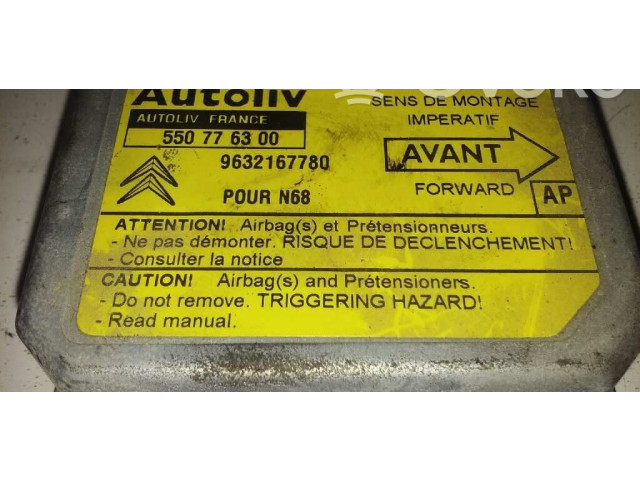 Autoliv
AUTOLIV FRANCE
550 77 63 00
9632167780
POUR N68
SENS DE MONTAGE
IMPERATIF
AVANT
FORWARD
AP
ATTENTION! Airbag(s) et Prétensionneurs.
- Ne pas démonter. RISQUE DE DECLENCHEMENT!
- Consulter la notice
CAUTION! Airbag(s) and Prétensioners.
- Do not remove. TRIGGERING HAZARD!
- Read manual.